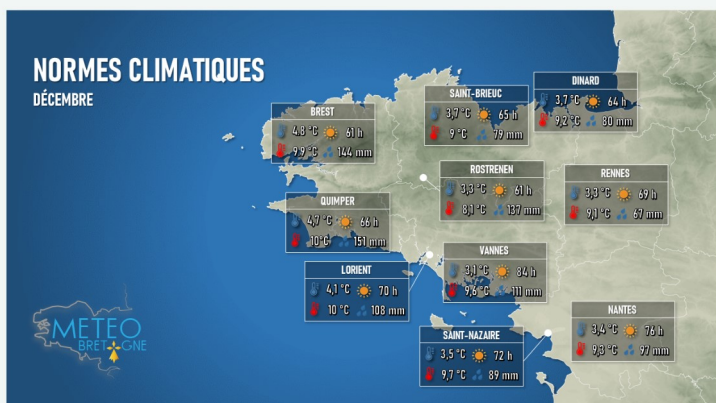 NORMES CLIMATIQUES
DÉCEMBRE
DINARD
3,7°C 64 h
9,2 °C 80 mm
SAINT-BRIEUC
3,7°C 65 h
9 °C 79 mm
BREST
4,8 °C 61 h
9,9 °C 144 mm
ROSTRENEN
3,3 °C 61 h
8,1 °C 137 mm
RENNES
3,3 °C 69 h
9,1 °C 67 mm
QUIMPER
4,7 °C 66 h
10°C 151 mm
VANNES
3,1 °C 84 h
9,6 °C 111 mm
LORIENT
4,1 °C 70 h
10 °C 108 mm
NANTES
3,4 °C 76 h
9,3 °C 97 mm
SAINT-NAZAIRE
3,5 °C 72 h
9,7 °C 89 mm
METEO
BRETAGNE